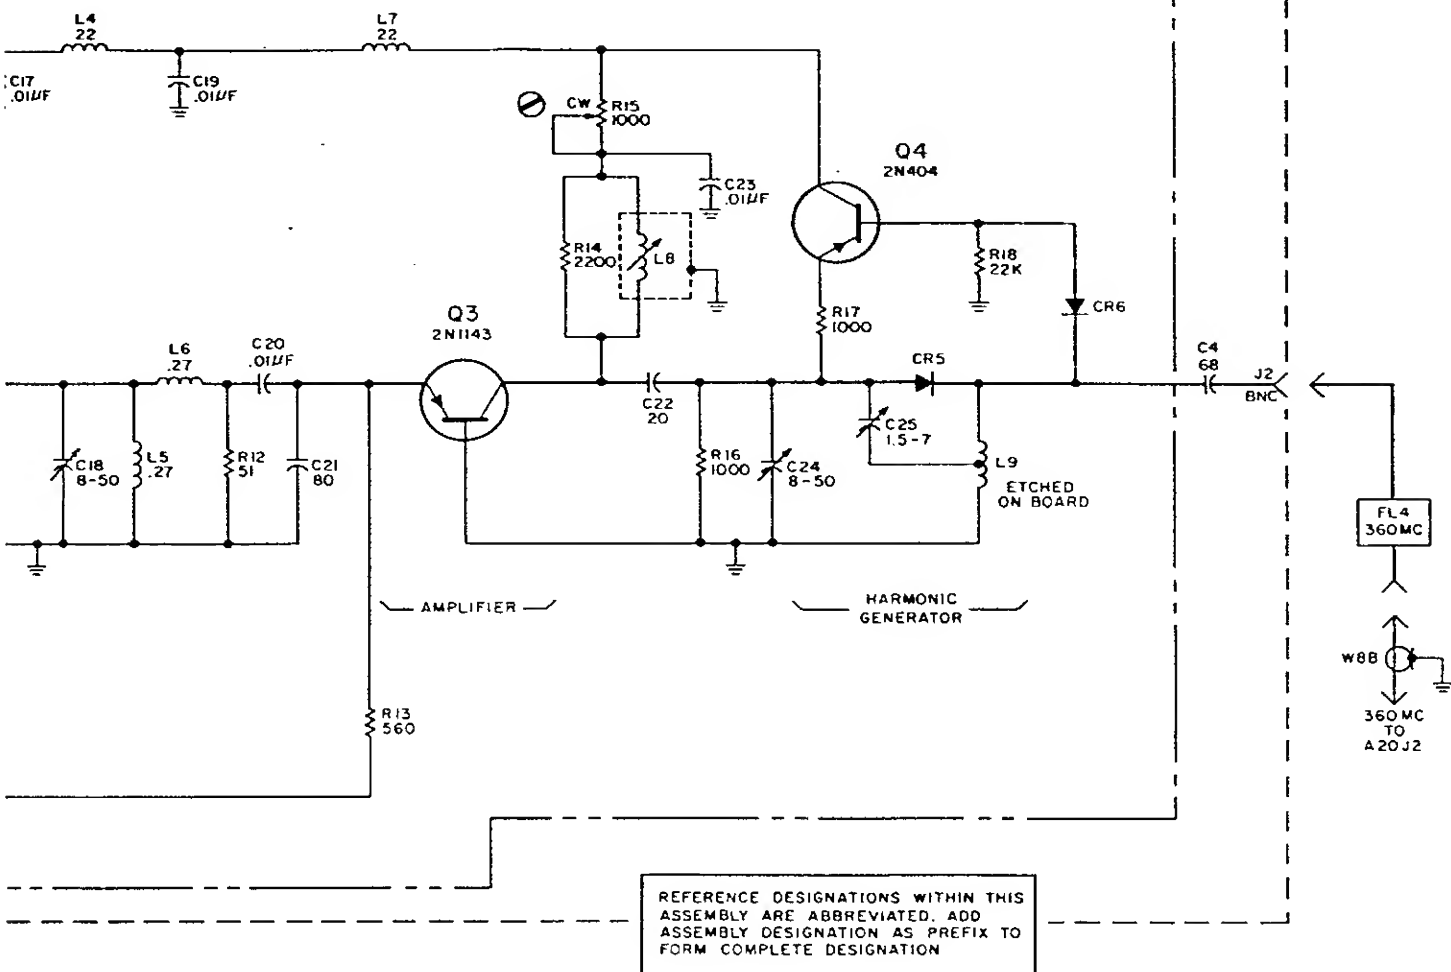 L4
22
L7
22
C17
.01UF
C19
.01UF
CW
R15
1000
Q4
2N404
C23
.01UF
R14
2200
L8
R18
22K
Q3
2N1143
R17
1000
CR6
L6
.27
C20
.01UF
CR5
C4
68
J2
BNC
C22
20
C25
1.5-7
C18
8-50
L5
.27
R12
51
C21
80
R16
1000
C24
8-50
L9
ETCHED
ON BOARD
FL4
360MC
AMPLIFIER
HARMONIC
GENERATOR
W8B
R13
560
360MC
TO
A20J2
REFERENCE DESIGNATIONS WITHIN THIS
ASSEMBLY ARE ABBREVIATED. ADD
ASSEMBLY DESIGNATION AS PREFIX TO
FORM COMPLETE DESIGNATION